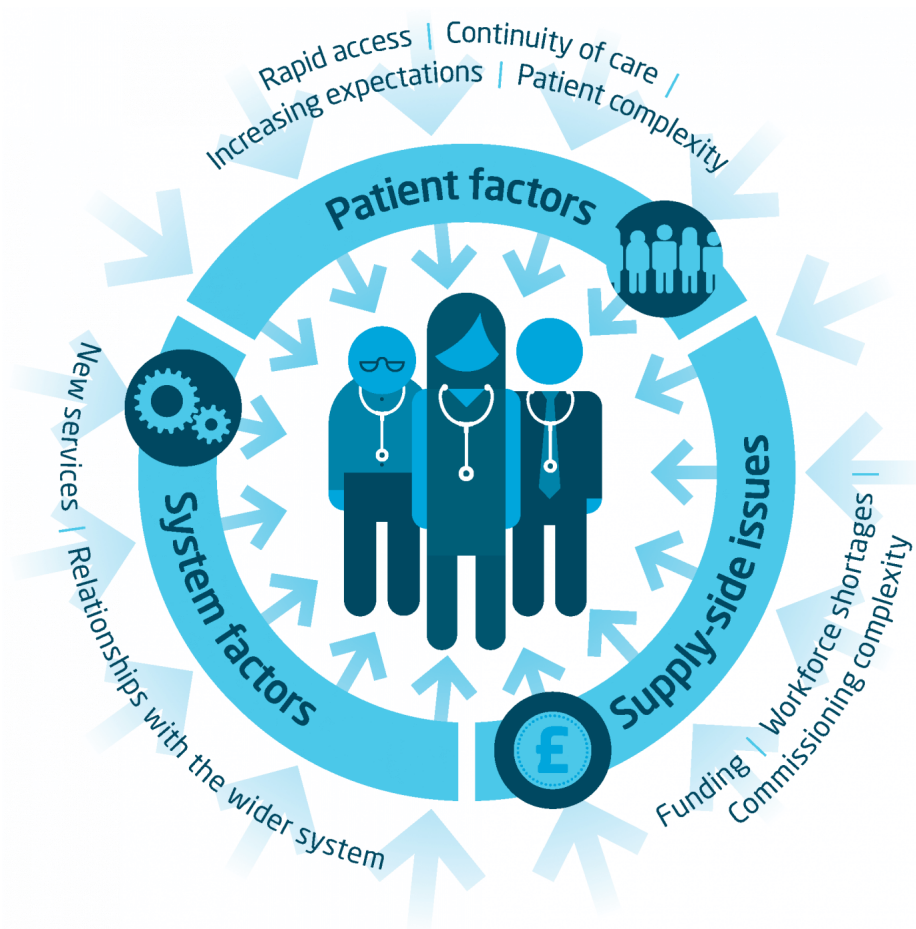 Rapid access | Continuity of care |
Increasing expectations | Patient complexity
Patient factors
New services | Relationships with the wider system
System factors
Supply-side issues
Funding | Workforce shortages |
Commissioning complexity
£